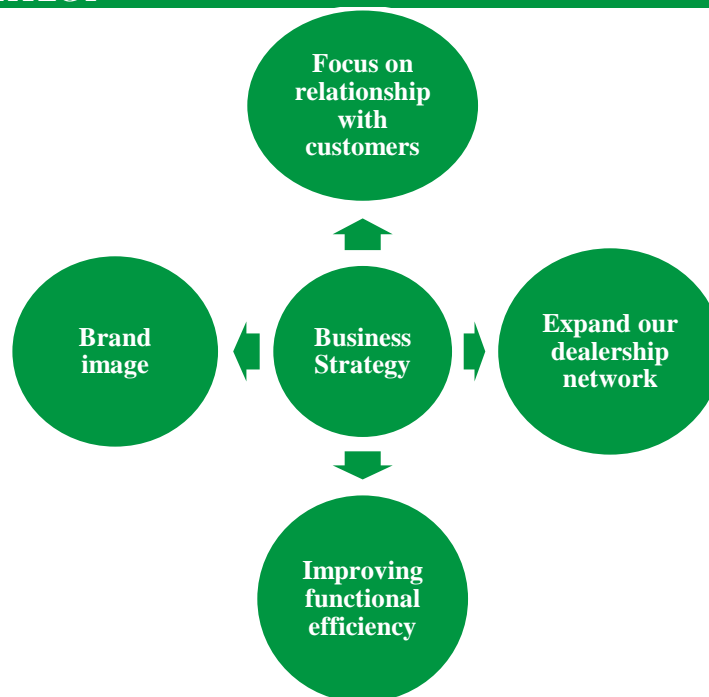 Focus on
relationship
with
customers
Brand
image
Business
Strategy
Expand our
dealership
network
Improving
functional
efficiency